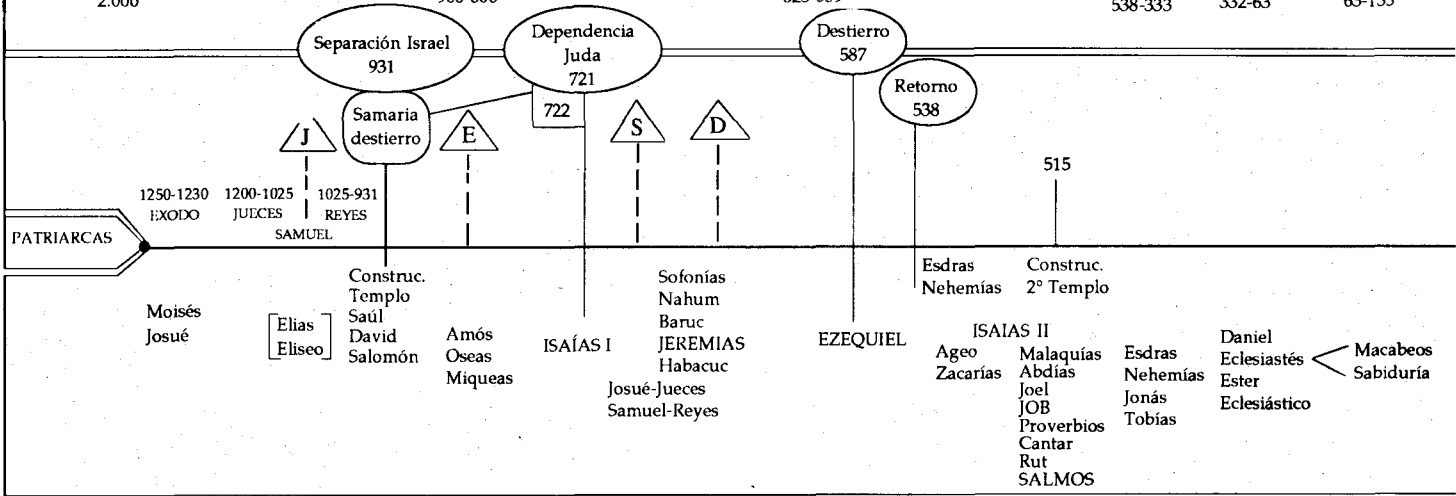 2.000
538-333 332-63
Separación Israel
931
Dependencia
Juda
721
Destierro
587
Retorno
538
722
Samaria
destierro
J
E
S
D
515
1250-1230
EXODO
1200-1025
JUECES
1025-931
REYES
SAMUEL
PATRIARCAS
Moisés
Josué
Elias
Eliseo
Construc.
Templo
Saúl
David
Salomón
Amós
Oseas
Miqueas
ISAÍAS I
Sofonías
Nahum
Baruc
JEREMIAS
Habacuc
Josué-Jueces
Samuel-Reyes
EZEQUIEL
Esdras
Nehemías
Construc.
2° Templo
ISAIAS II
Ageo
Zacarías
Malaquías
Abdías
Joel
JOB
Proverbios
Cantar
Rut
SALMOS
Esdras
Nehemías
Jonás
Tobías
Daniel
Eclesiastés
Ester
Eclesiástico
Macabeos
Sabiduría